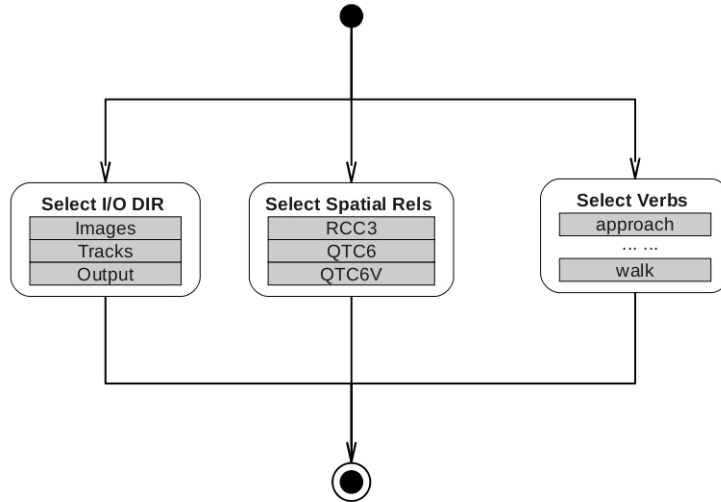 Select I/O DIR
Images
Tracks
Output
Select Spatial Rels
RCC3
QTC6
QTC6V
Select Verbs
approach
... ...
walk